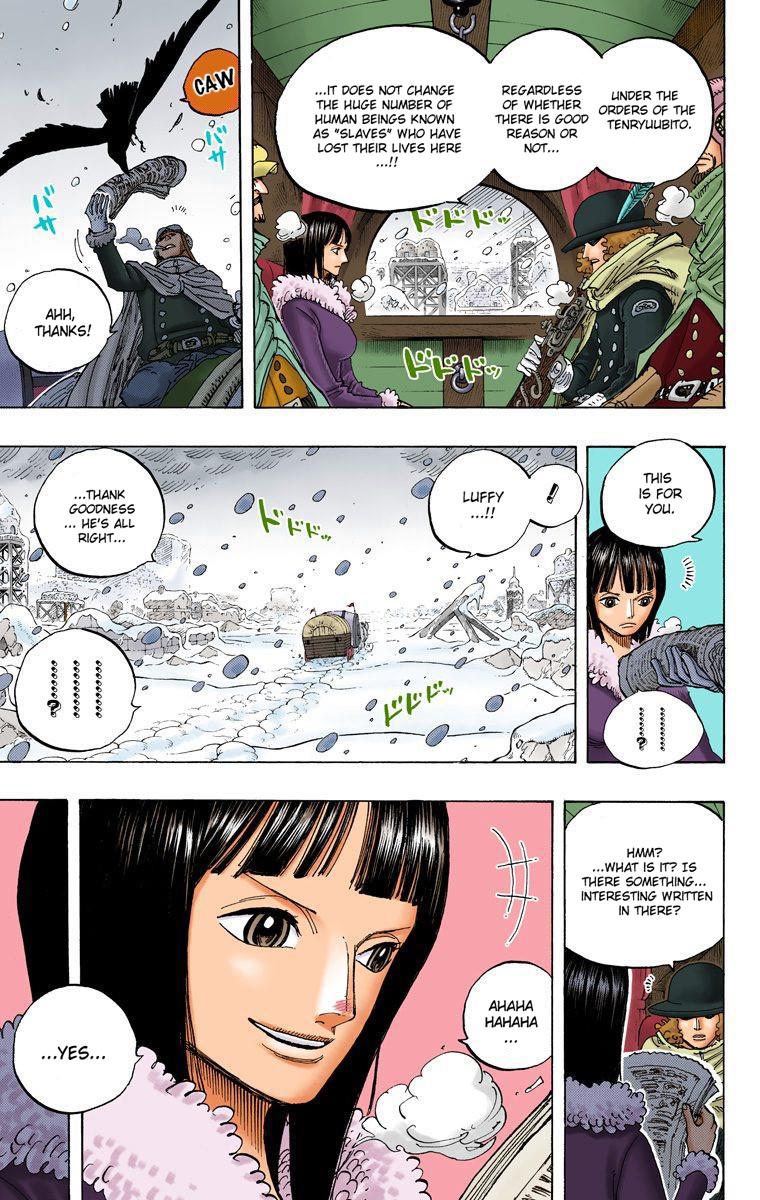 UNDER THE
ORDERS OF THE
TENRYUUBITO.
REGARDLESS
OF WHETHER
THERE IS GOOD
REASON OR
NOT...
...IT DOES NOT CHANGE
THE HUGE NUMBER OF
HUMAN BEINGS KNOWN
AS "SLAVES" WHO HAVE
LOST THEIR LIVES HERE
...!!
ドドドドッ
ドドドド
CAW
バサ
バサ
AHH,
THANKS!
THIS
IS FOR
YOU.
!
............?
LUFFY
...!!
...THANK
GOODNESS
... HE'S ALL
RIGHT...
ドドドッ
ドドドッ
..................?
HMM?
...WHAT IS IT? IS
THERE SOMETHING...
INTERESTING WRITTEN
IN THERE?
AHAHA
HAHAHA
...
...YES...